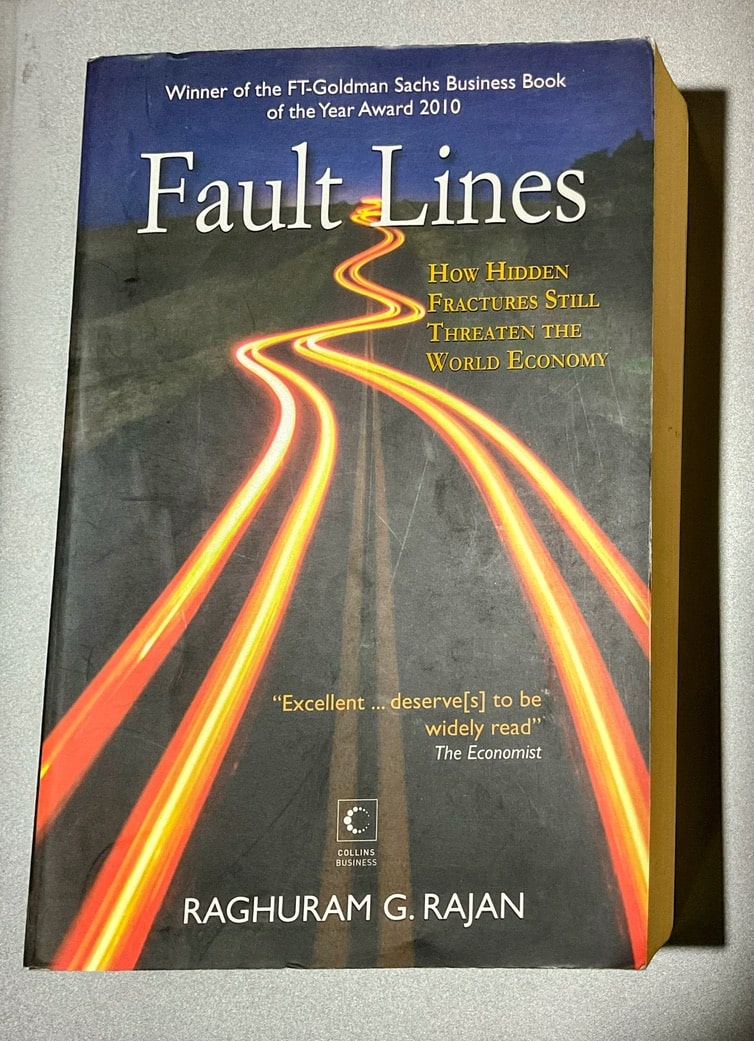 Winner of the FT-Goldman Sachs Business Book
of the Year Award 2010
Fault Lines
How Hidden
Fractures Still
Threaten the
World Economy
“Excellent ... deserve[s] to be
widely read”
The Economist
COLLINS
BUSINESS
RAGHURAM G. RAJAN